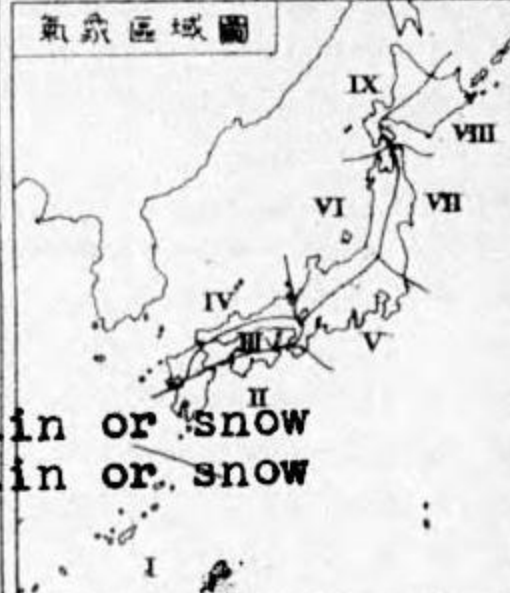 氣象區域圖
IX
VIII
VI
VII
IV
III
V
II
in or snow
in or snow
I